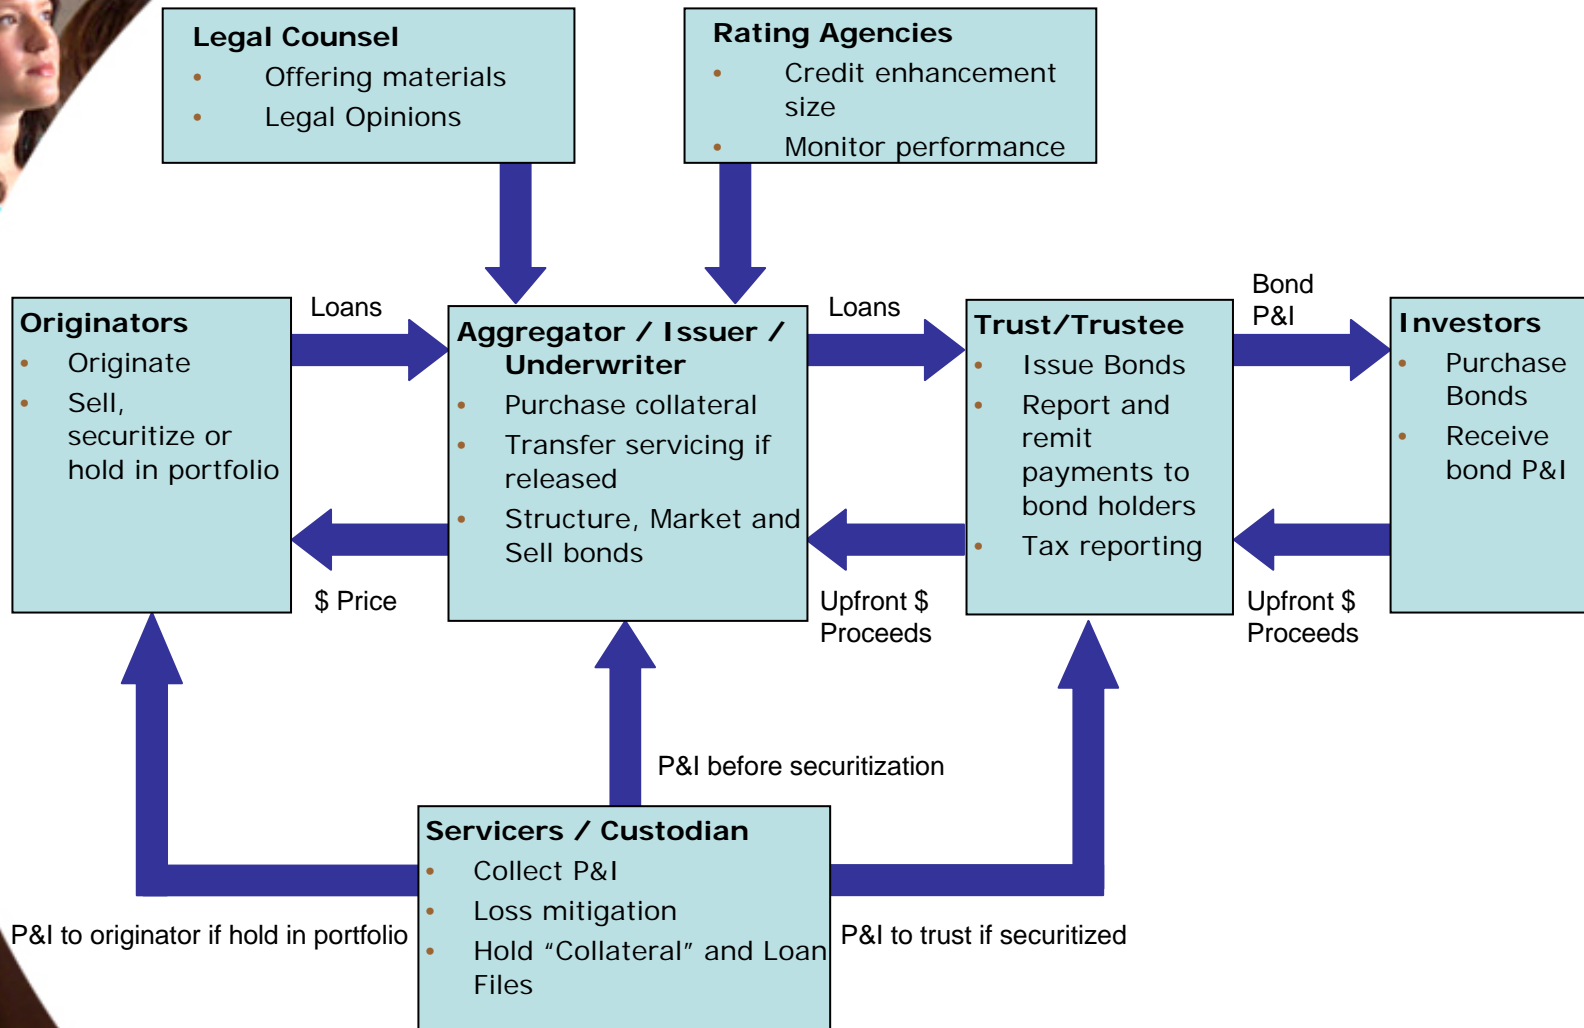 Legal Counsel
• Offering materials
• Legal Opinions
Rating Agencies
• Credit enhancement
size
• Monitor performance
Originators
• Originate
• Sell,
securitize or
hold in portfolio
Loans
$ Price
Aggregator / Issuer /
Underwriter
• Purchase collateral
• Transfer servicing if
released
• Structure, Market and
Sell bonds
Loans
Upfront $
Proceeds
Trust/Trustee
• Issue Bonds
• Report and
remit
payments to
bond holders
• Tax reporting
Bond
P&I
Upfront $
Proceeds
Investors
• Purchase
Bonds
• Receive
bond P&I
P&I before securitization
Servicers / Custodian
• Collect P&I
• Loss mitigation
• Hold “Collateral” and Loan
Files
P&I to originator if hold in portfolio
P&I to trust if securitized